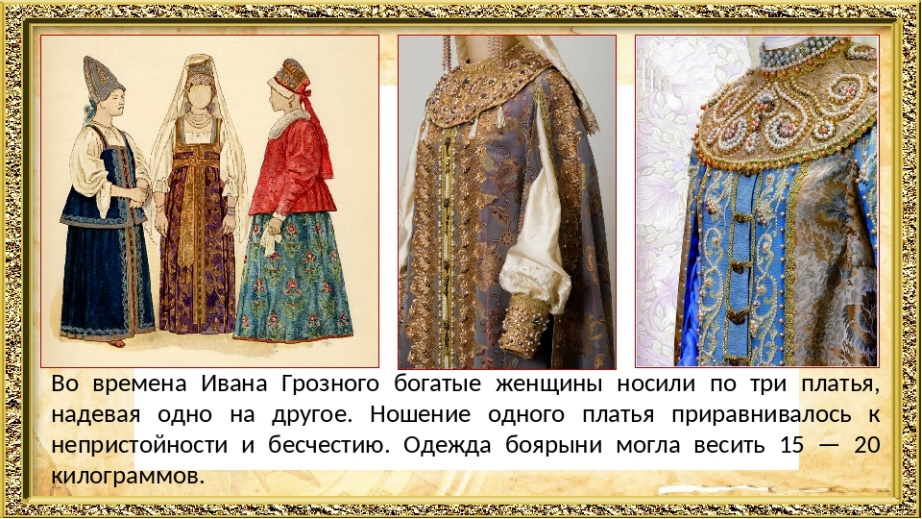 Во времена Ивана Грозного богатые женщины носили по три платья,
надевая одно на другое. Ношение одного платья приравнивалось к
непристойности и бесчестию. Одежда боярыни могла весить 15 — 20
килограммов.